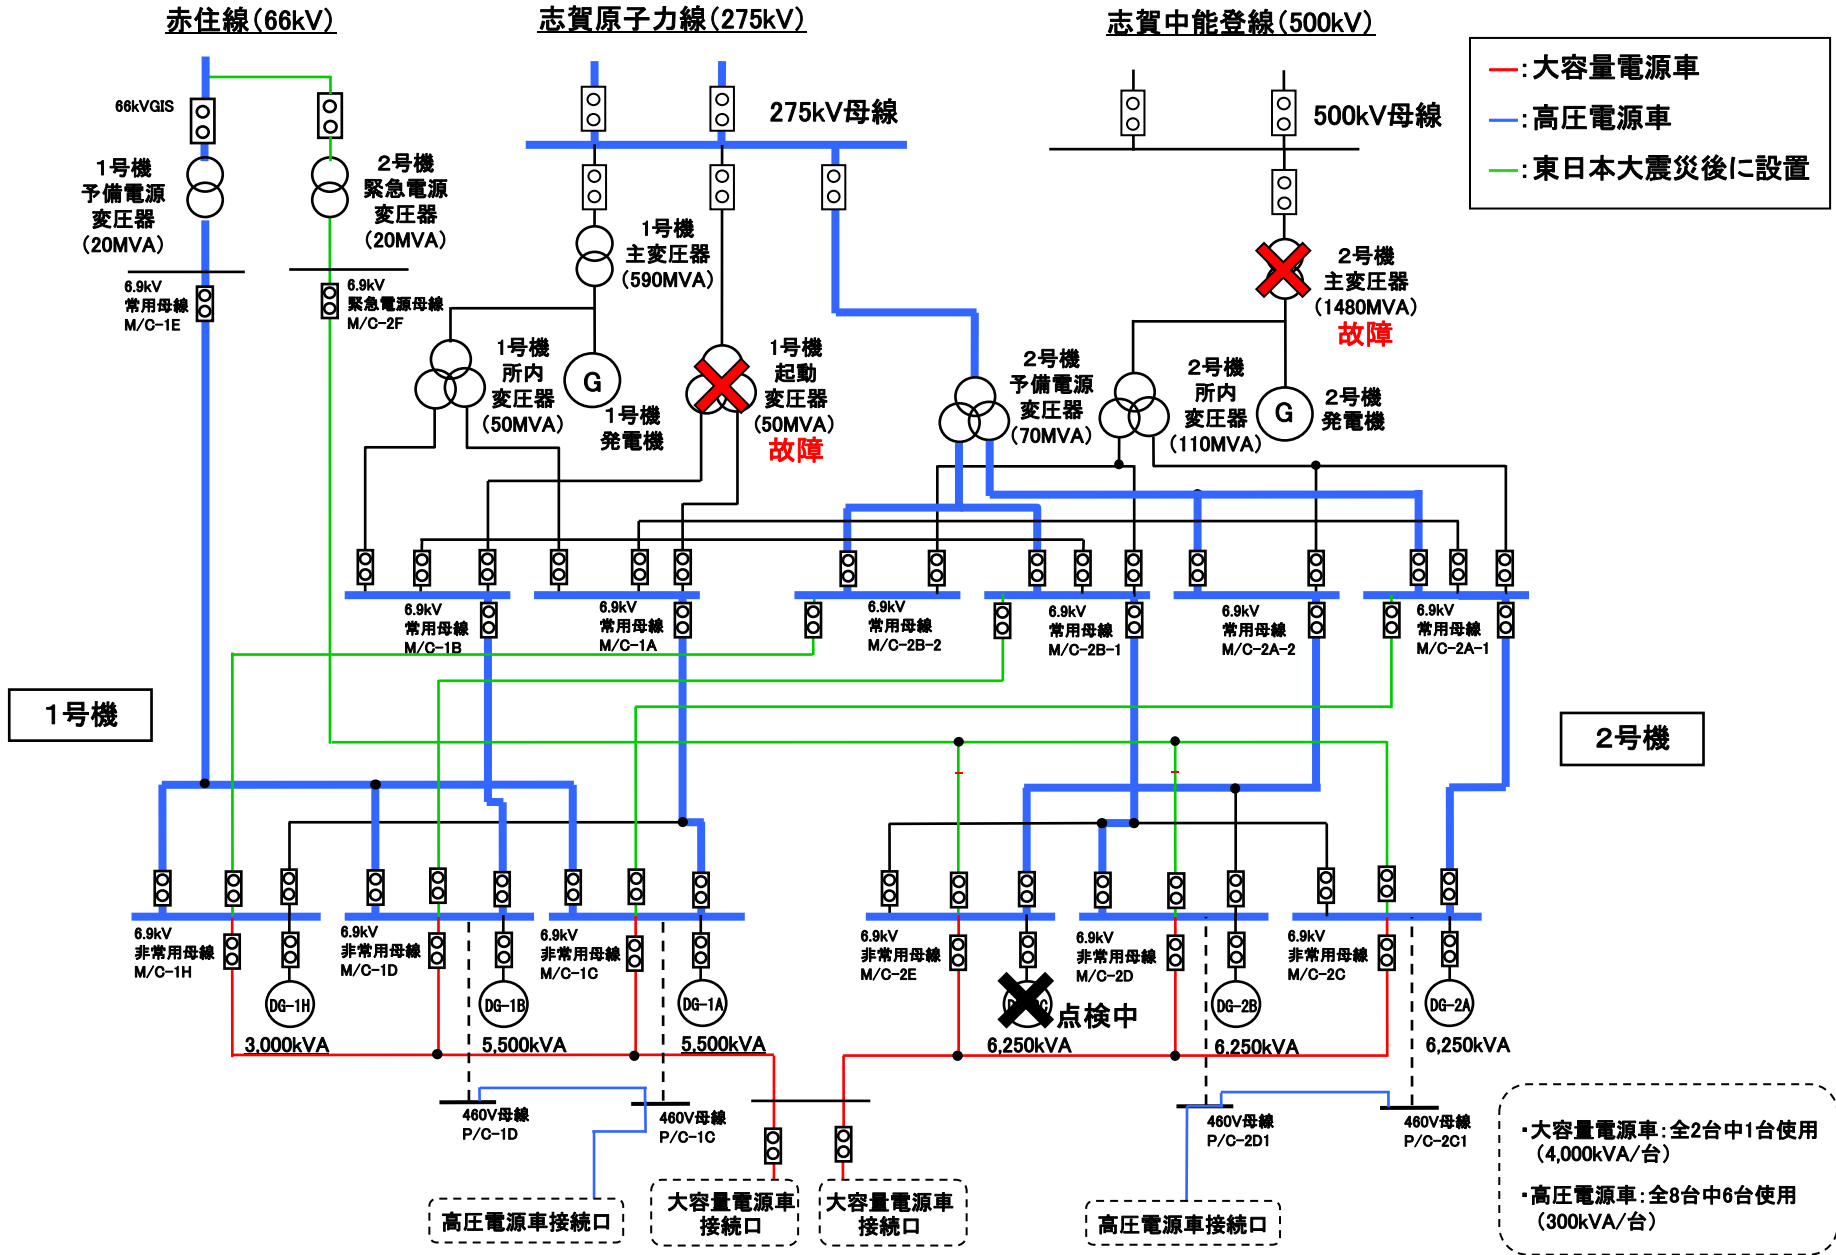 赤住線(66kV)
志賀原子力線(275kV)
志賀中能登線(500kV)
:大容量電源車
:高圧電源車
:東日本大震災後に設置
66kVGIS
275kV母線
500kV母線
1号機
予備電源
変圧器
(20MVA)
2号機
緊急電源
変圧器
(20MVA)
1号機
主変圧器
(590MVA)
2号機
主変圧器
(1480MVA)
故障
6.9kV
常用母線
M/C-1E
6.9kV
緊急電源母線
M/C-2F
1号機
所内
変圧器
(50MVA)
G
1号機
発電機
1号機
起動
変圧器
(50MVA)
故障
2号機
予備電源
変圧器
(70MVA)
2号機
所内
変圧器
(110MVA)
G
2号機
発電機
6.9kV
常用母線
M/C-1B
6.9kV
常用母線
M/C-1A
6.9kV
常用母線
M/C-2B-2
6.9kV
常用母線
M/C-2B-1
6.9kV
常用母線
M/C-2A-2
6.9kV
常用母線
M/C-2A-1
1号機
2号機
6.9kV
非常用母線
M/C-1H
6.9kV
非常用母線
M/C-1D
6.9kV
非常用母線
M/C-1C
6.9kV
非常用母線
M/C-2E
6.9kV
非常用母線
M/C-2D
6.9kV
非常用母線
M/C-2C
DG-1H
3,000kVA
DG-1B
5,500kVA
DG-1A
5,500kVA
点検中
6,250kVA
DG-2B
6,250kVA
DG-2A
6,250kVA
460V母線
P/C-1D
460V母線
P/C-1C
460V母線
P/C-2D1
460V母線
P/C-2C1
高圧電源車接続口
大容量電源車
接続口
大容量電源車
接続口
高圧電源車接続口
・大容量電源車:全2台中1台使用
(4,000kVA/台)
・高圧電源車:全8台中6台使用
(300kVA/台)